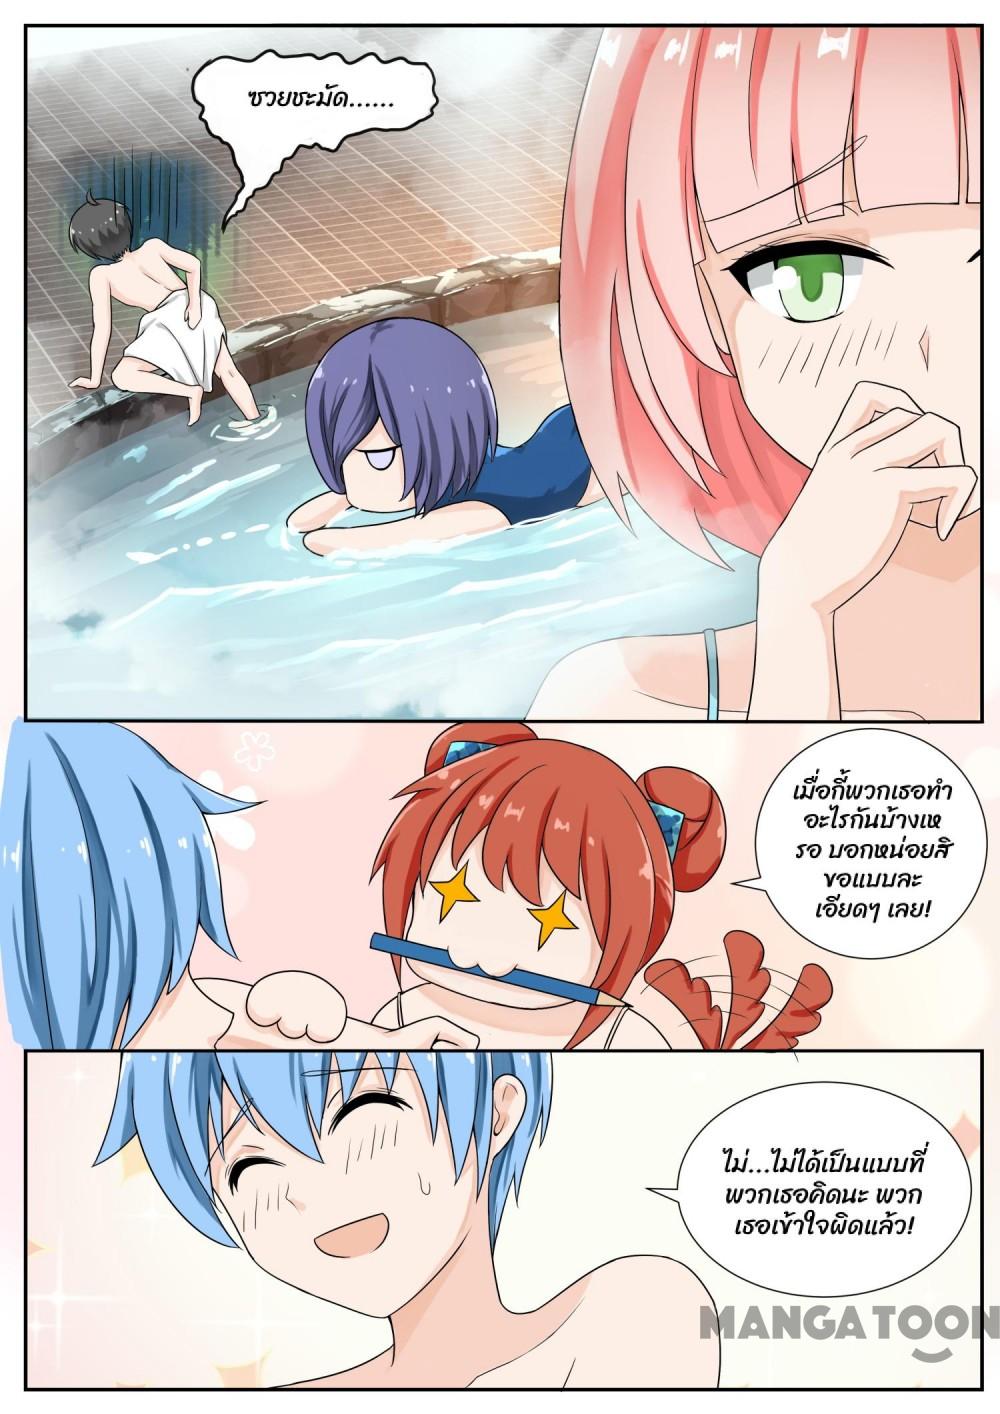 ซวยชะมัด......
เมื่อกี้พวกเธอทำ
อะไรกันบ้างเห
รอ บอกหน่อยสิ
ขอแบบละ
เอียดๆ เลย!
ไม่...ไม่ได้เป็นแบบที่
พวกเธอคิดนะ พวก
เธอเข้าใจผิดแล้ว!
MANGATOON